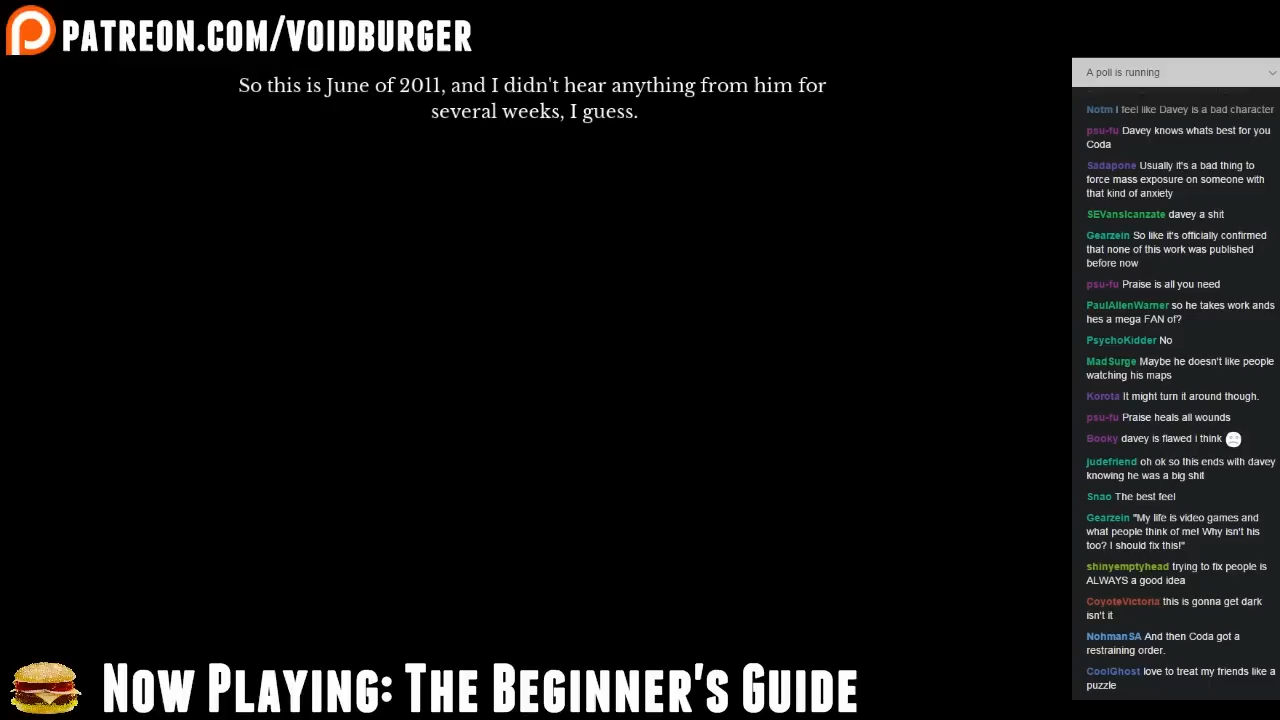 PATREON.COM/VOIDBURGER
So this is June of 2011, and I didn't hear anything from him for
several weeks, I guess.
A poll is running
Notm I feel like Davey is a bad character
psu-fu Davey knows whats best for you
Coda
Sadapone Usually it's a bad thing to
force mass exposure on someone with
that kind of anxiety
SEVansIcanzate davey a shit
Gearzein So like it's officially confirmed
that none of this work was published
before now
psu-fu Praise is all you need
PaulAllenWarner so he takes work ands
hes a mega FAN of?
PsychoKidder No
MadSurge Maybe he doesn't like people
watching his maps
Korota It might turn it around though.
psu-fu Praise heals all wounds
Booky davey is flawed i think
judefriend oh ok so this ends with davey
knowing he was a big shit
Snao The best feel
Gearzein "My life is video games and
what people think of me! Why isn't his
too? I should fix this!"
shinyemptyhead trying to fix people is
ALWAYS a good idea
CoyoteVictoria this is gonna get dark
isn't it
NohmanSA And then Coda got a
restraining order.
CoolGhost love to treat my friends like a
puzzle
NOW PLAYING: THE BEGINNER'S GUIDE